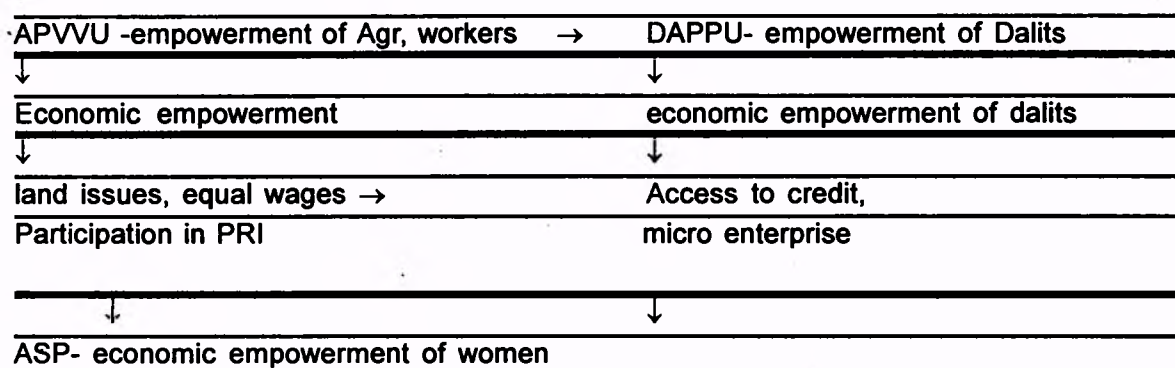 APVVU -empowerment of Agr, workers → DAPPU- empowerment of Dalits
↓ ↓
Economic empowerment economic empowerment of dalits
↓ ↓
land issues, equal wages → Access to credit,
Participation in PRI micro enterprise
↓ ↓
ASP- economic empowerment of women